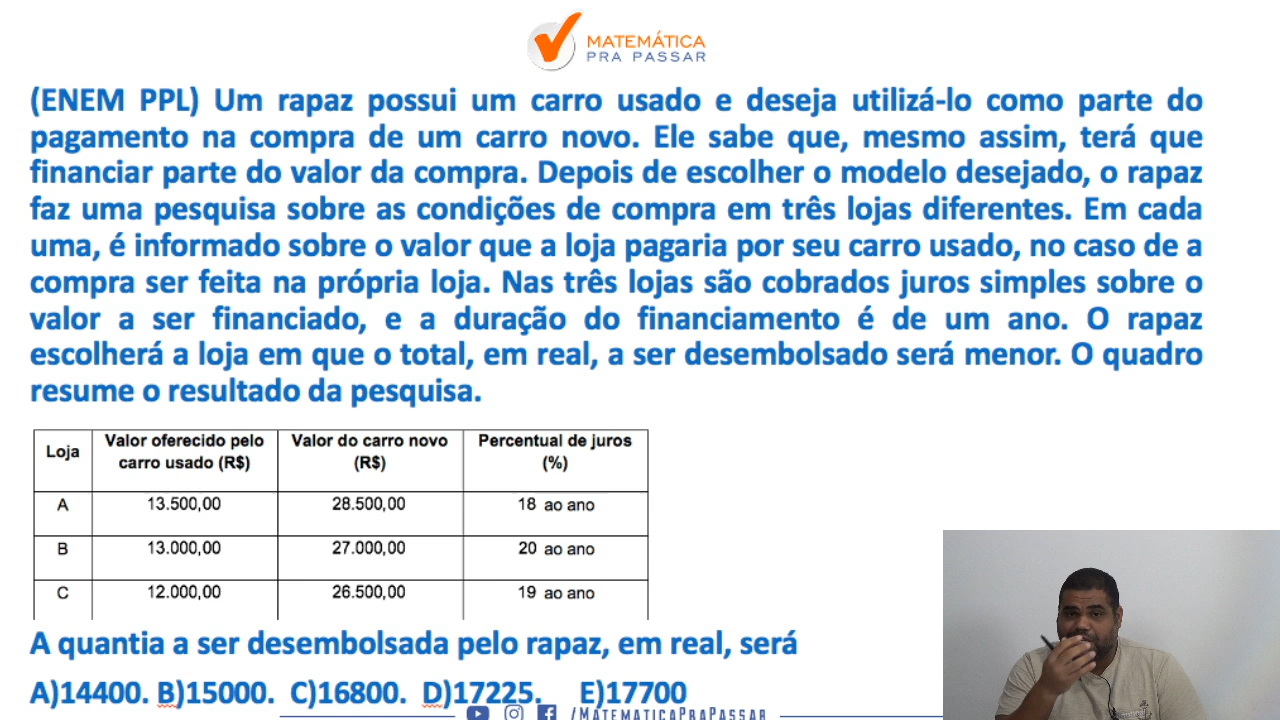 MATEMÁTICA
PRA PASSAR
(ENEM PPL) Um rapaz possui um carro usado e deseja utilizá-lo como parte do
pagamento na compra de um carro novo. Ele sabe que, mesmo assim, terá que
financiar parte do valor da compra. Depois de escolher o modelo desejado, o rapaz
faz uma pesquisa sobre as condições de compra em três lojas diferentes. Em cada
uma, é informado sobre o valor que a loja pagaria por seu carro usado, no caso de a
compra ser feita na própria loja. Nas três lojas são cobrados juros simples sobre o
valor a ser financiado, e a duração do financiamento é de um ano. O rapaz
escolherá a loja em que o total, em real, a ser desembolsado será menor. O quadro
resume o resultado da pesquisa.
Loja Valor oferecido pelo carro usado (R$) Valor do carro novo (R$) Percentual de juros (%)
A 13.500,00 28.500,00 18 ao ano
B 13.000,00 27.000,00 20 ao ano
C 12.000,00 26.500,00 19 ao ano
A quantia a ser desembolsada pelo rapaz, em real, será
A)14400. B)15000. C)16800. D)17225. E)17700
/MATEMATICAPRAPASSAR